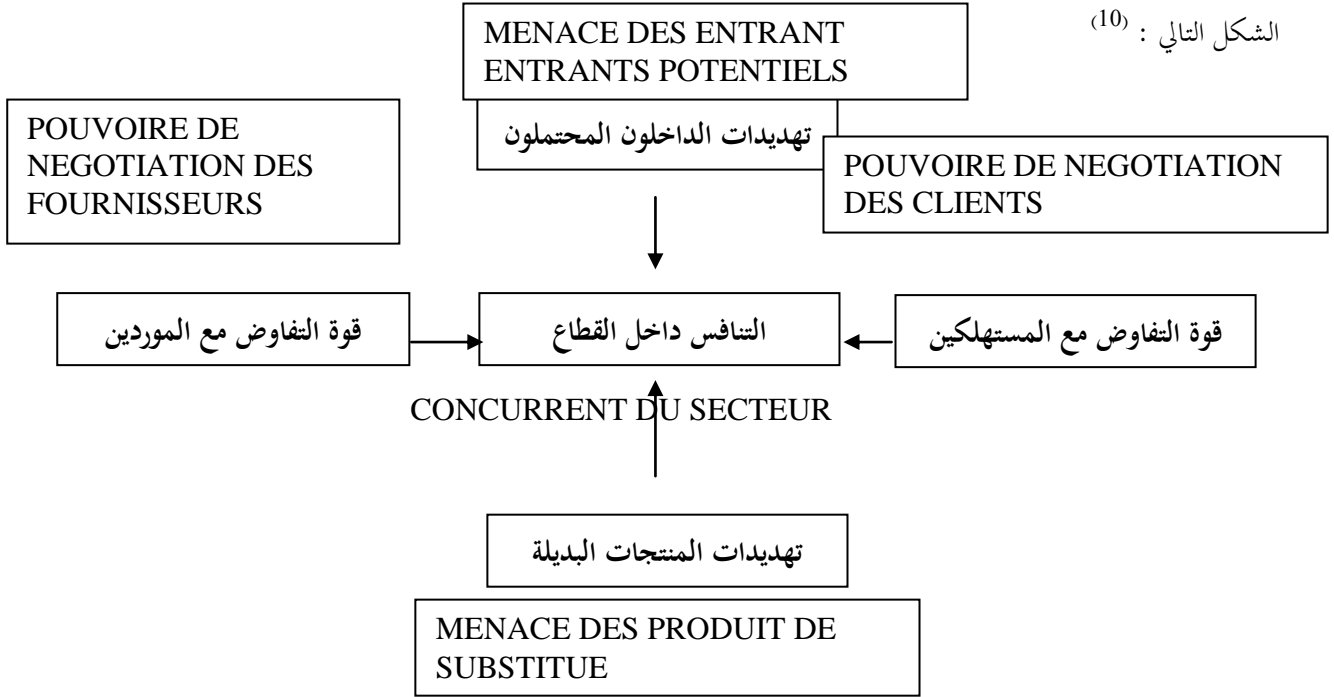 الشكل التالي : (10)
MENACE DES ENTRANT
ENTRANTS POTENTIELS
تهديدات الداخلون المحتملون
POUVOIRE DE
NEGOTIATION DES
FOURNISSEURS
POUVOIRE DE NEGOTIATION
DES CLIENTS
قوة التفاوض مع المستهلكين
التنافس داخل القطاع
قوة التفاوض مع الموردين
CONCURRENT DU SECTEUR
تهديدات المنتجات البديلة
MENACE DES PRODUIT DE
SUBSTITUE